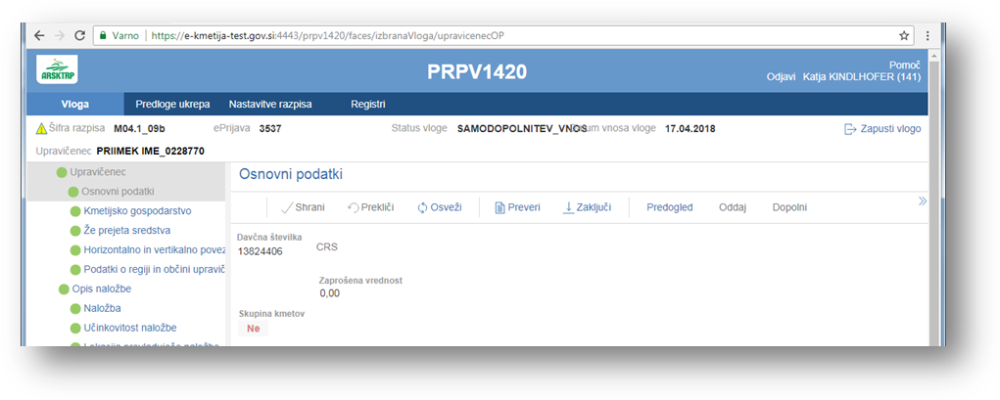 Varno | https://e-kmetija-test.gov.si:4443/prpv1420/faces/izbranaVloga/upravicenecOP
ARSKTRP
PRPV1420
Pomoč
Odjavi Katja KINDLHOFER (141)
Vloga Predloge ukrepa Nastavitve razpisa Registri
Šifra razpisa M04.1_09b ePrijava 3537 Status vloge SAMODOPOLNITEV_VNOS Datum vnosa vloge 17.04.2018 Zapusti vlogo
Upravičenec PRIIMEK IME_0228770
Upravičenec
Osnovni podatki
Kmetijsko gospodarstvo
Že prejeta sredstva
Horizontalno in vertikalno povez
Podatki o regiji in občini upravič
Opis naložbe
Naložba
Učinkovitost naložbe
Osnovni podatki
Shrani Prekliči Osveži Preveri Zaključi Predogled Oddaj Dopolni
Davčna številka
13824406
CRS
Zaprošena vrednost
0,00
Skupina kmetov
Ne